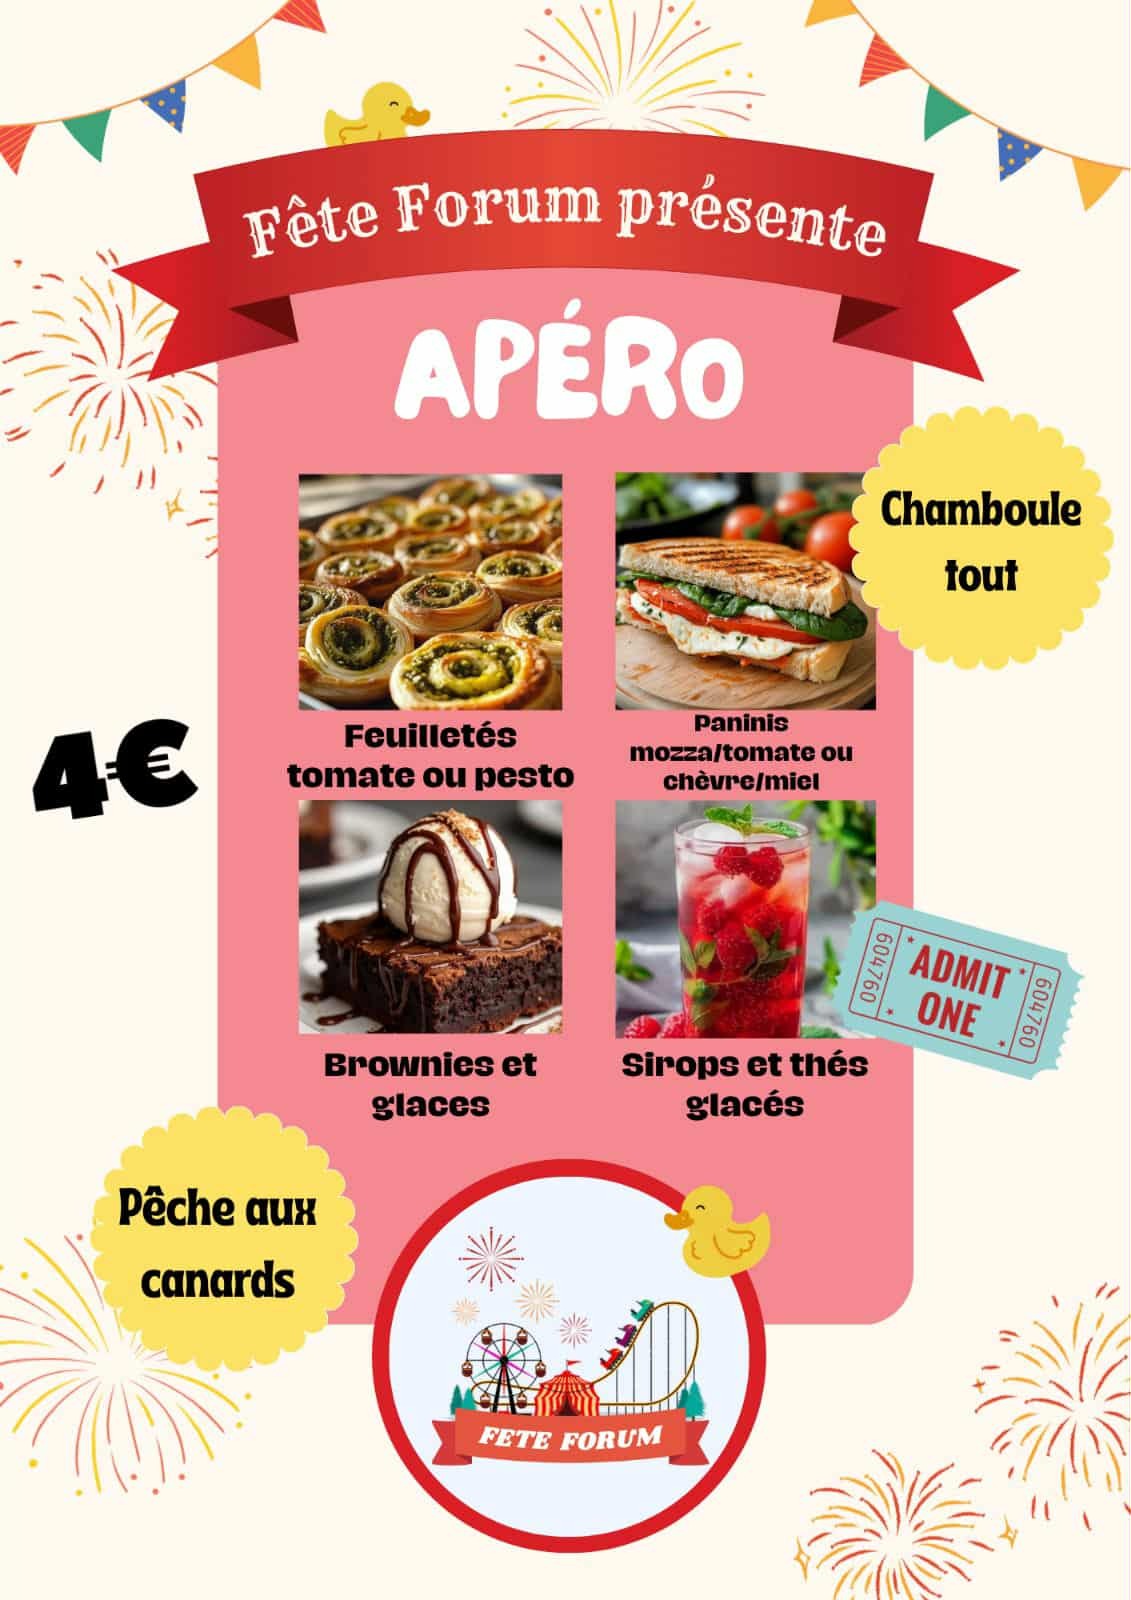 Fête Forum présente
APÉRO
Chamboule
tout
Feuilletés
tomate ou pesto
Paninis
mozza/tomate ou
chèvre/miel
4€
Brownies et
glaces
Sirops et thés
glacés
604760
ADMIT
ONE
604760
Pêche aux
canards
FETE FORUM